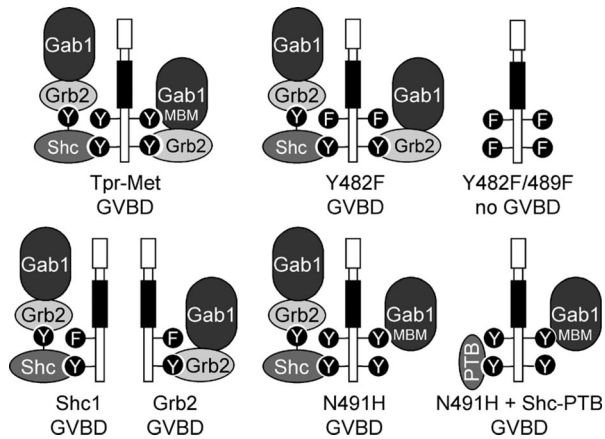 Gab1
Grb2
Y
Shc
Y
Y
Y
Y
Gab1
MBM
Grb2
Tpr-Met
GVBD
Gab1
Grb2
Y
Shc
F
Y
F
Y
Gab1
Grb2
Y482F
GVBD
F
F
F
F
Y482F/489F
no GVBD
Gab1
Grb2
Y
Shc
F
Y
Shc1
GVBD
F
Y
Gab1
Grb2
Grb2
GVBD
Gab1
Grb2
Y
Shc
Y
Y
Y
Y
Gab1
MBM
N491H
GVBD
PTB
Y
Y
Y
Y
Gab1
MBM
N491H + Shc-PTB
GVBD